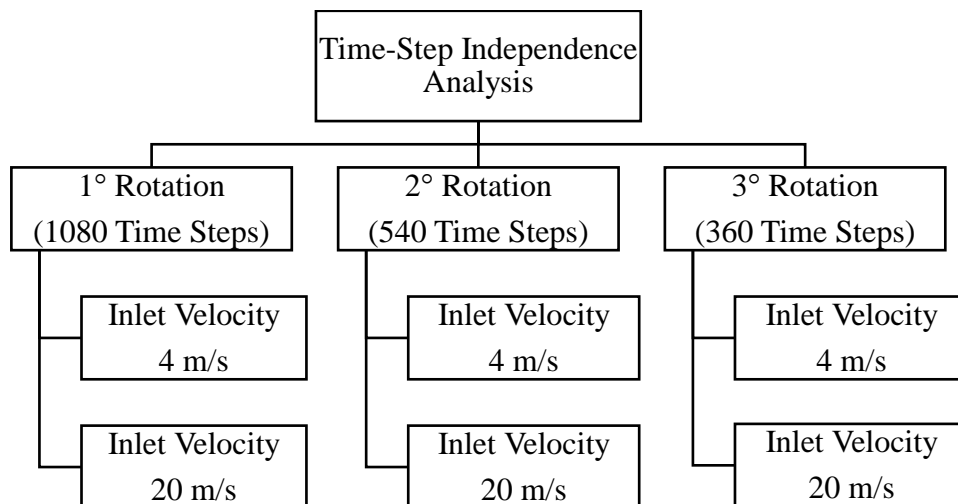 Time-Step Independence
Analysis
1° Rotation
(1080 Time Steps)
2° Rotation
(540 Time Steps)
3° Rotation
(360 Time Steps)
Inlet Velocity
4 m/s
Inlet Velocity
4 m/s
Inlet Velocity
4 m/s
Inlet Velocity
20 m/s
Inlet Velocity
20 m/s
Inlet Velocity
20 m/s